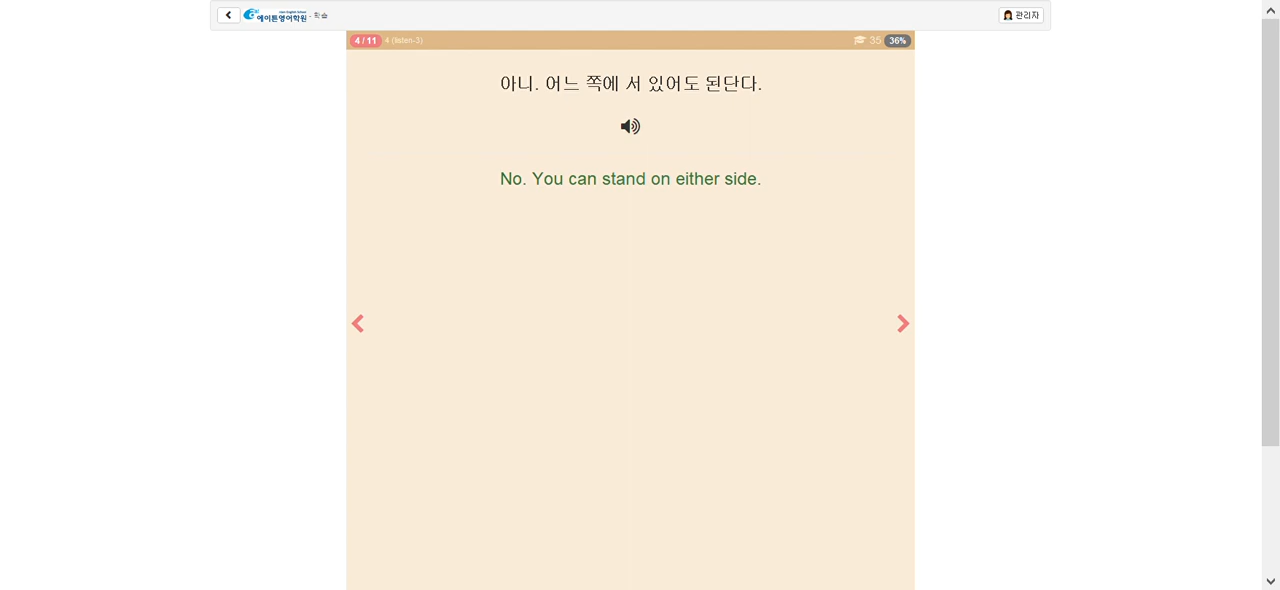 에이튼영어학원 - 학습
관리자
4 / 11 4 (listen-3) 35 36%
아니. 어느 쪽에 서 있어도 된단다.
No. You can stand on either side.